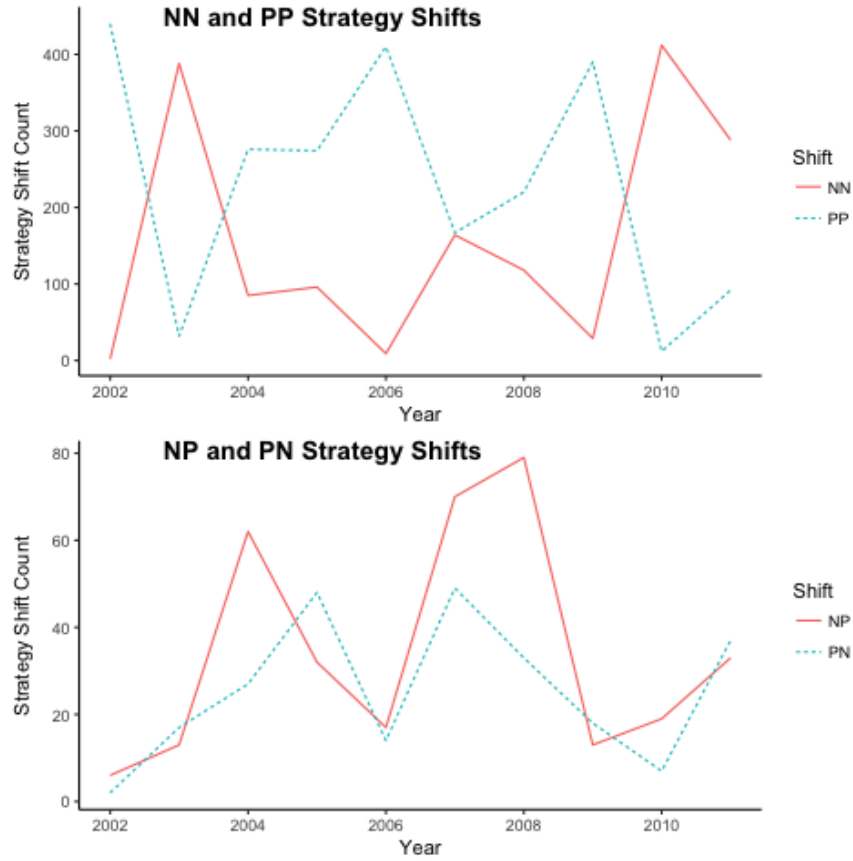 NN and PP Strategy Shifts
400
300
200
100
0
Strategy Shift Count
2002
2004
2006
2008
2010
Year
Shift
NN
PP
NP and PN Strategy Shifts
80
60
40
20
0
Strategy Shift Count
2002
2004
2006
2008
2010
Year
Shift
NP
PN